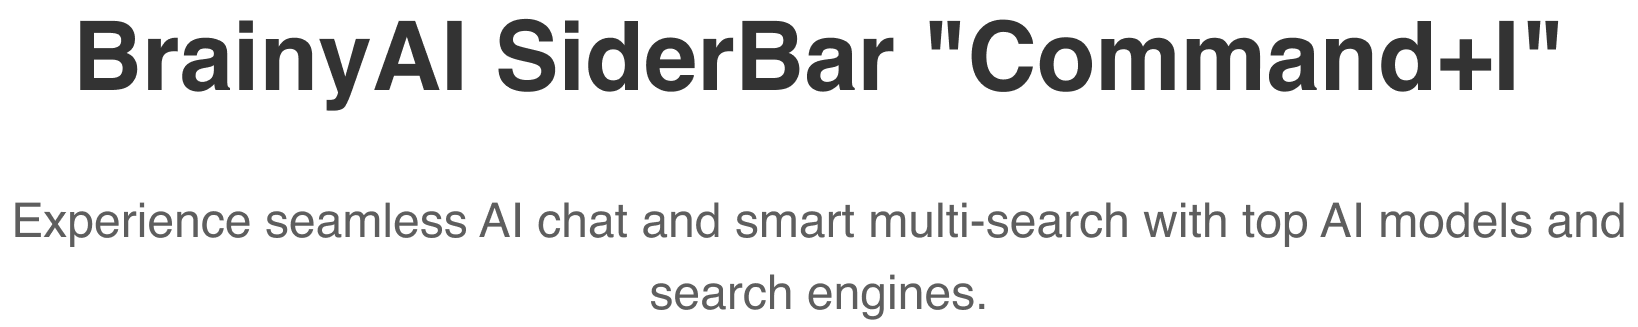 BrainyAI SiderBar "Command+I"
Experience seamless AI chat and smart multi-search with top AI models and
search engines.